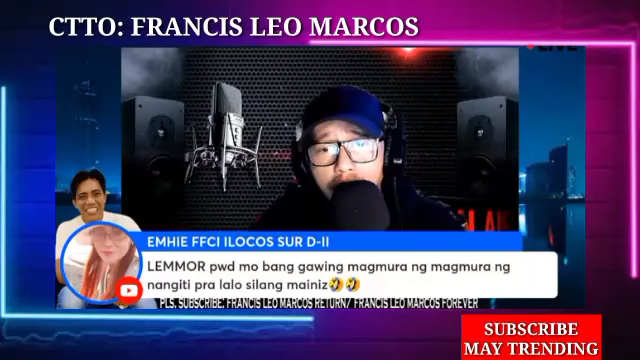 CTTO: FRANCIS LEO MARCOS
LIVE
EMHIE FFCI ILOCOS SUR D-II
LEMMOR pwd mo bang gawing magmura ng magmura ng
nangiti pra lalo silang mainiz🤣🤣
PLS. SUBSCRIBE: FRANCIS LEO MARCOS RETURN/ FRANCIS LEO MARCOS FOREVER
SUBSCRIBE
MAY TRENDING